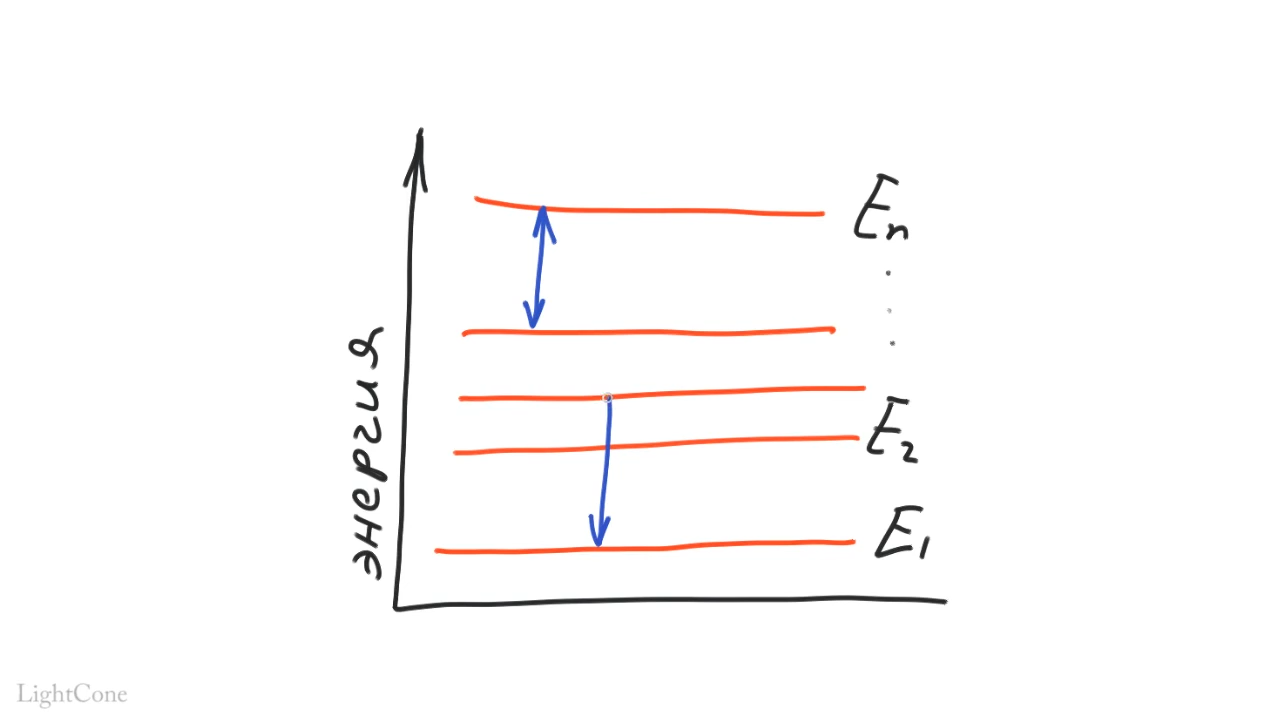 Eₙ
.
.
.
E₂
E₁
энергия
LightCone